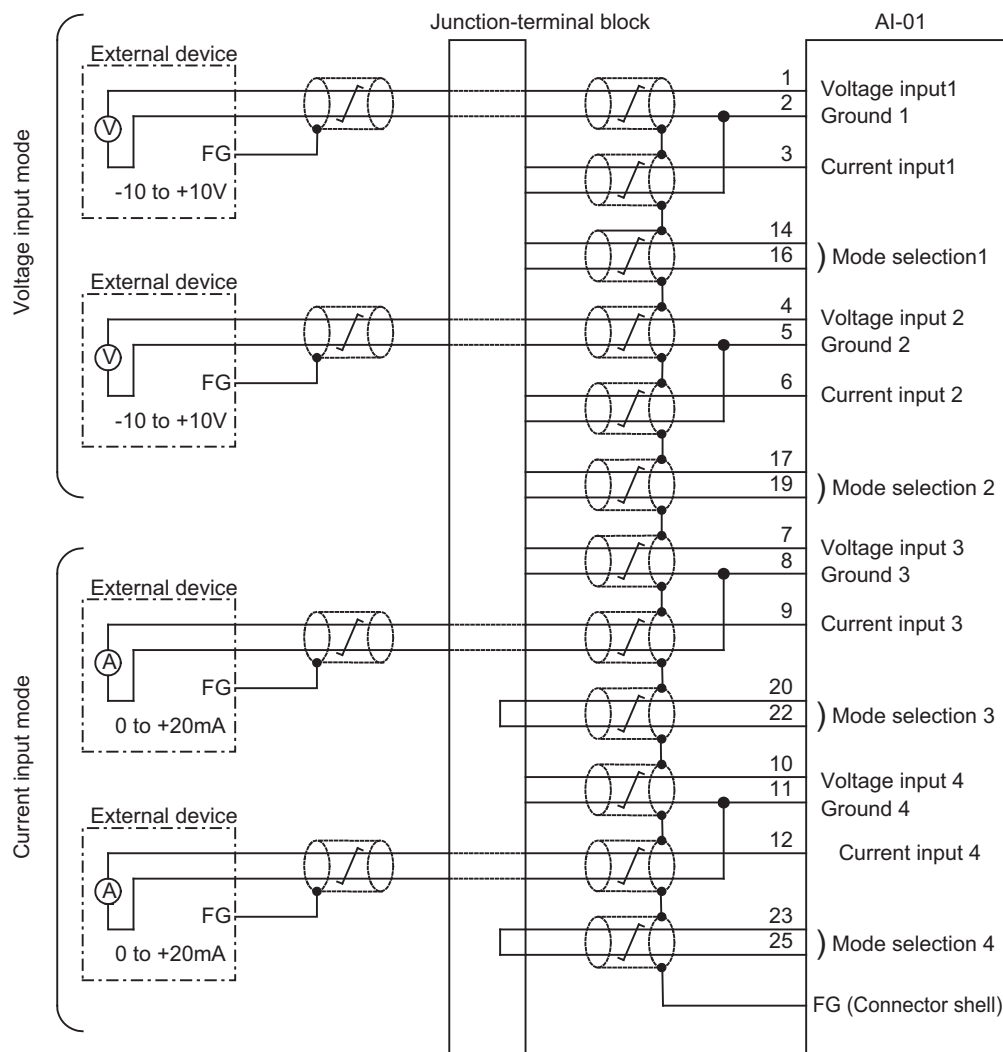 Junction-terminal block
AI-01
Voltage input mode
External device
V
FG
-10 to +10V
External device
V
FG
-10 to +10V
Current input mode
External device
A
FG
0 to +20mA
External device
A
FG
0 to +20mA
1 Voltage input1
2 Ground 1
3 Current input1
14
16 ) Mode selection1
4 Voltage input 2
5 Ground 2
6 Current input 2
17
19 ) Mode selection 2
7 Voltage input 3
8 Ground 3
9 Current input 3
20
22 ) Mode selection 3
10 Voltage input 4
11 Ground 4
12 Current input 4
23
25 ) Mode selection 4
FG (Connector shell)